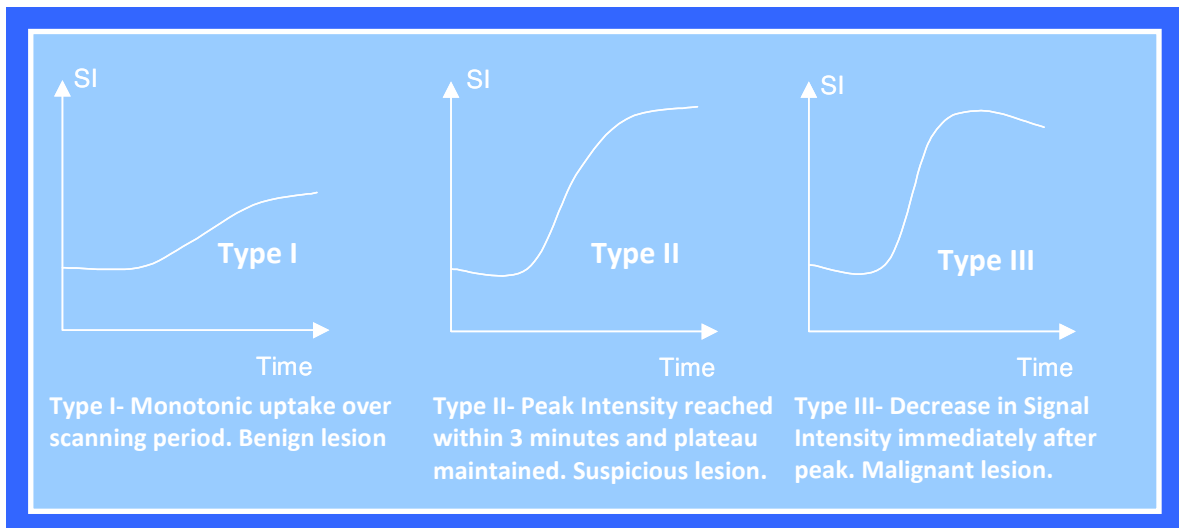 SI
Type I
Time
Type I- Monotonic uptake over
scanning period. Benign lesion
SI
Type II
Time
Type II- Peak Intensity reached
within 3 minutes and plateau
maintained. Suspicious lesion.
SI
Type III
Time
Type III- Decrease in Signal
Intensity immediately after
peak. Malignant lesion.